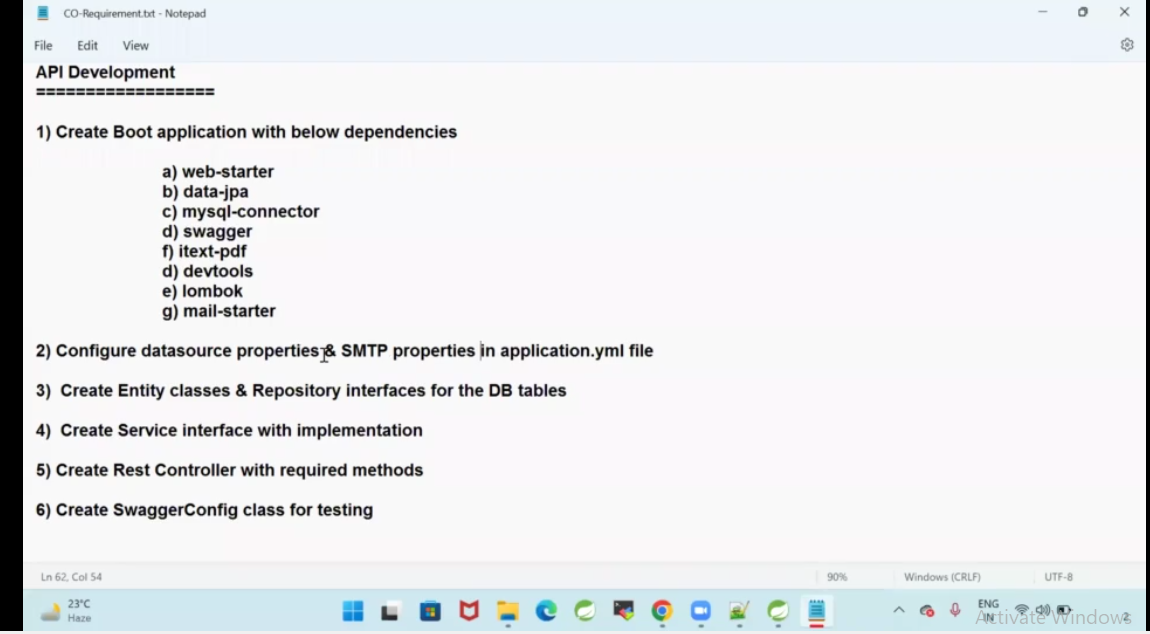 CO-Requirement.txt - Notepad
File Edit View
API Development
==================
1) Create Boot application with below dependencies
a) web-starter
b) data-jpa
c) mysql-connector
d) swagger
f) itext-pdf
d) devtools
e) lombok
g) mail-starter
2) Configure datasource properties & SMTP properties in application.yml file
3) Create Entity classes & Repository interfaces for the DB tables
4) Create Service interface with implementation
5) Create Rest Controller with required methods
6) Create SwaggerConfig class for testing
Ln 62, Col 54 90% Windows (CRLF) UTF-8
23°C
Haze
ENG
IN
Activate Windows
2